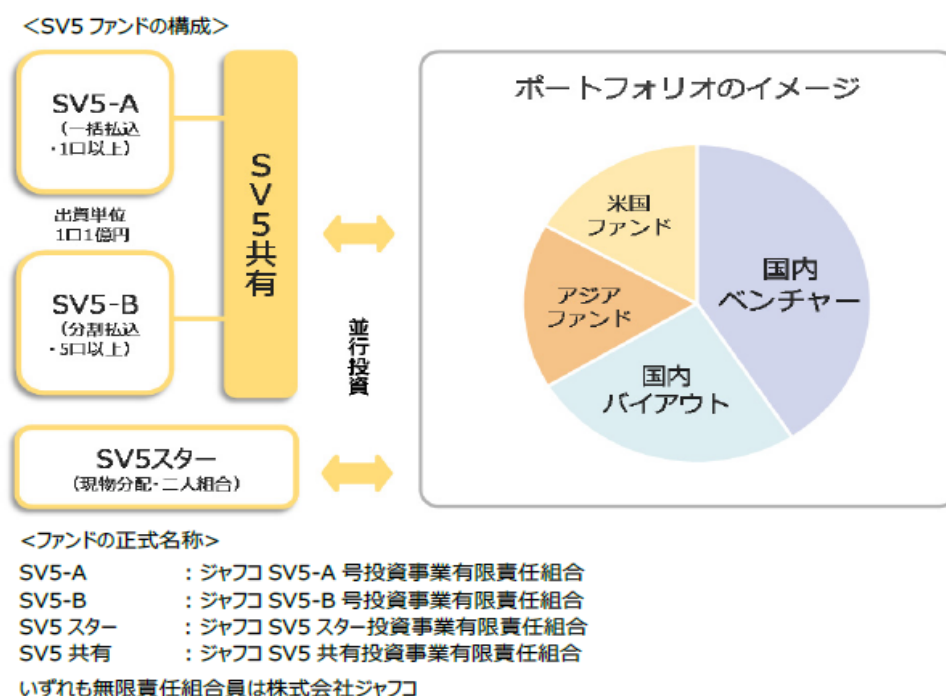 <SV5 ファンドの構成>
SV5-A
(一括払込
・1口以上)
出資単位
1口1億円
SV5-B
(分割払込
・5口以上)
SV5共有
並行投資
SV5スター
(現物分配・二人組合)
ポートフォリオのイメージ
米国
ファンド
アジア
ファンド
国内
ベンチャー
国内
バイアウト
<ファンドの正式名称>
SV5-A : ジャフコ SV5-A 号投資事業有限責任組合
SV5-B : ジャフコ SV5-B 号投資事業有限責任組合
SV5 スター : ジャフコ SV5 スター投資事業有限責任組合
SV5 共有 : ジャフコ SV5 共有投資事業有限責任組合
いずれも無限責任組合員は株式会社ジャフコ